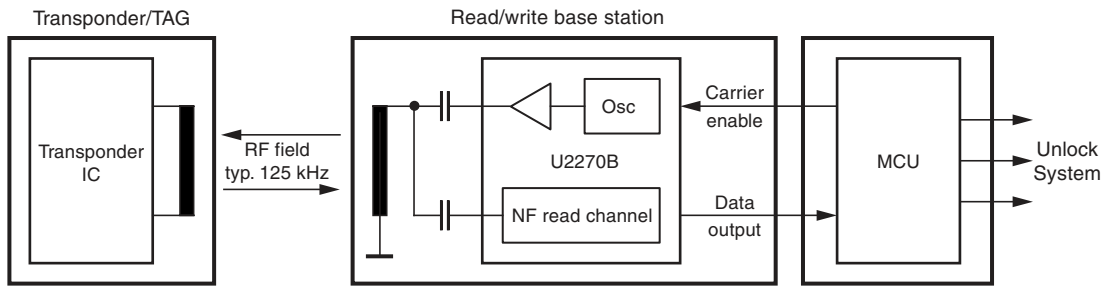 Transponder/TAG
Read/write base station
Transponder
IC
RF field
typ. 125 kHz
Osc
U2270B
NF read channel
Carrier
enable
Data
output
MCU
Unlock
System